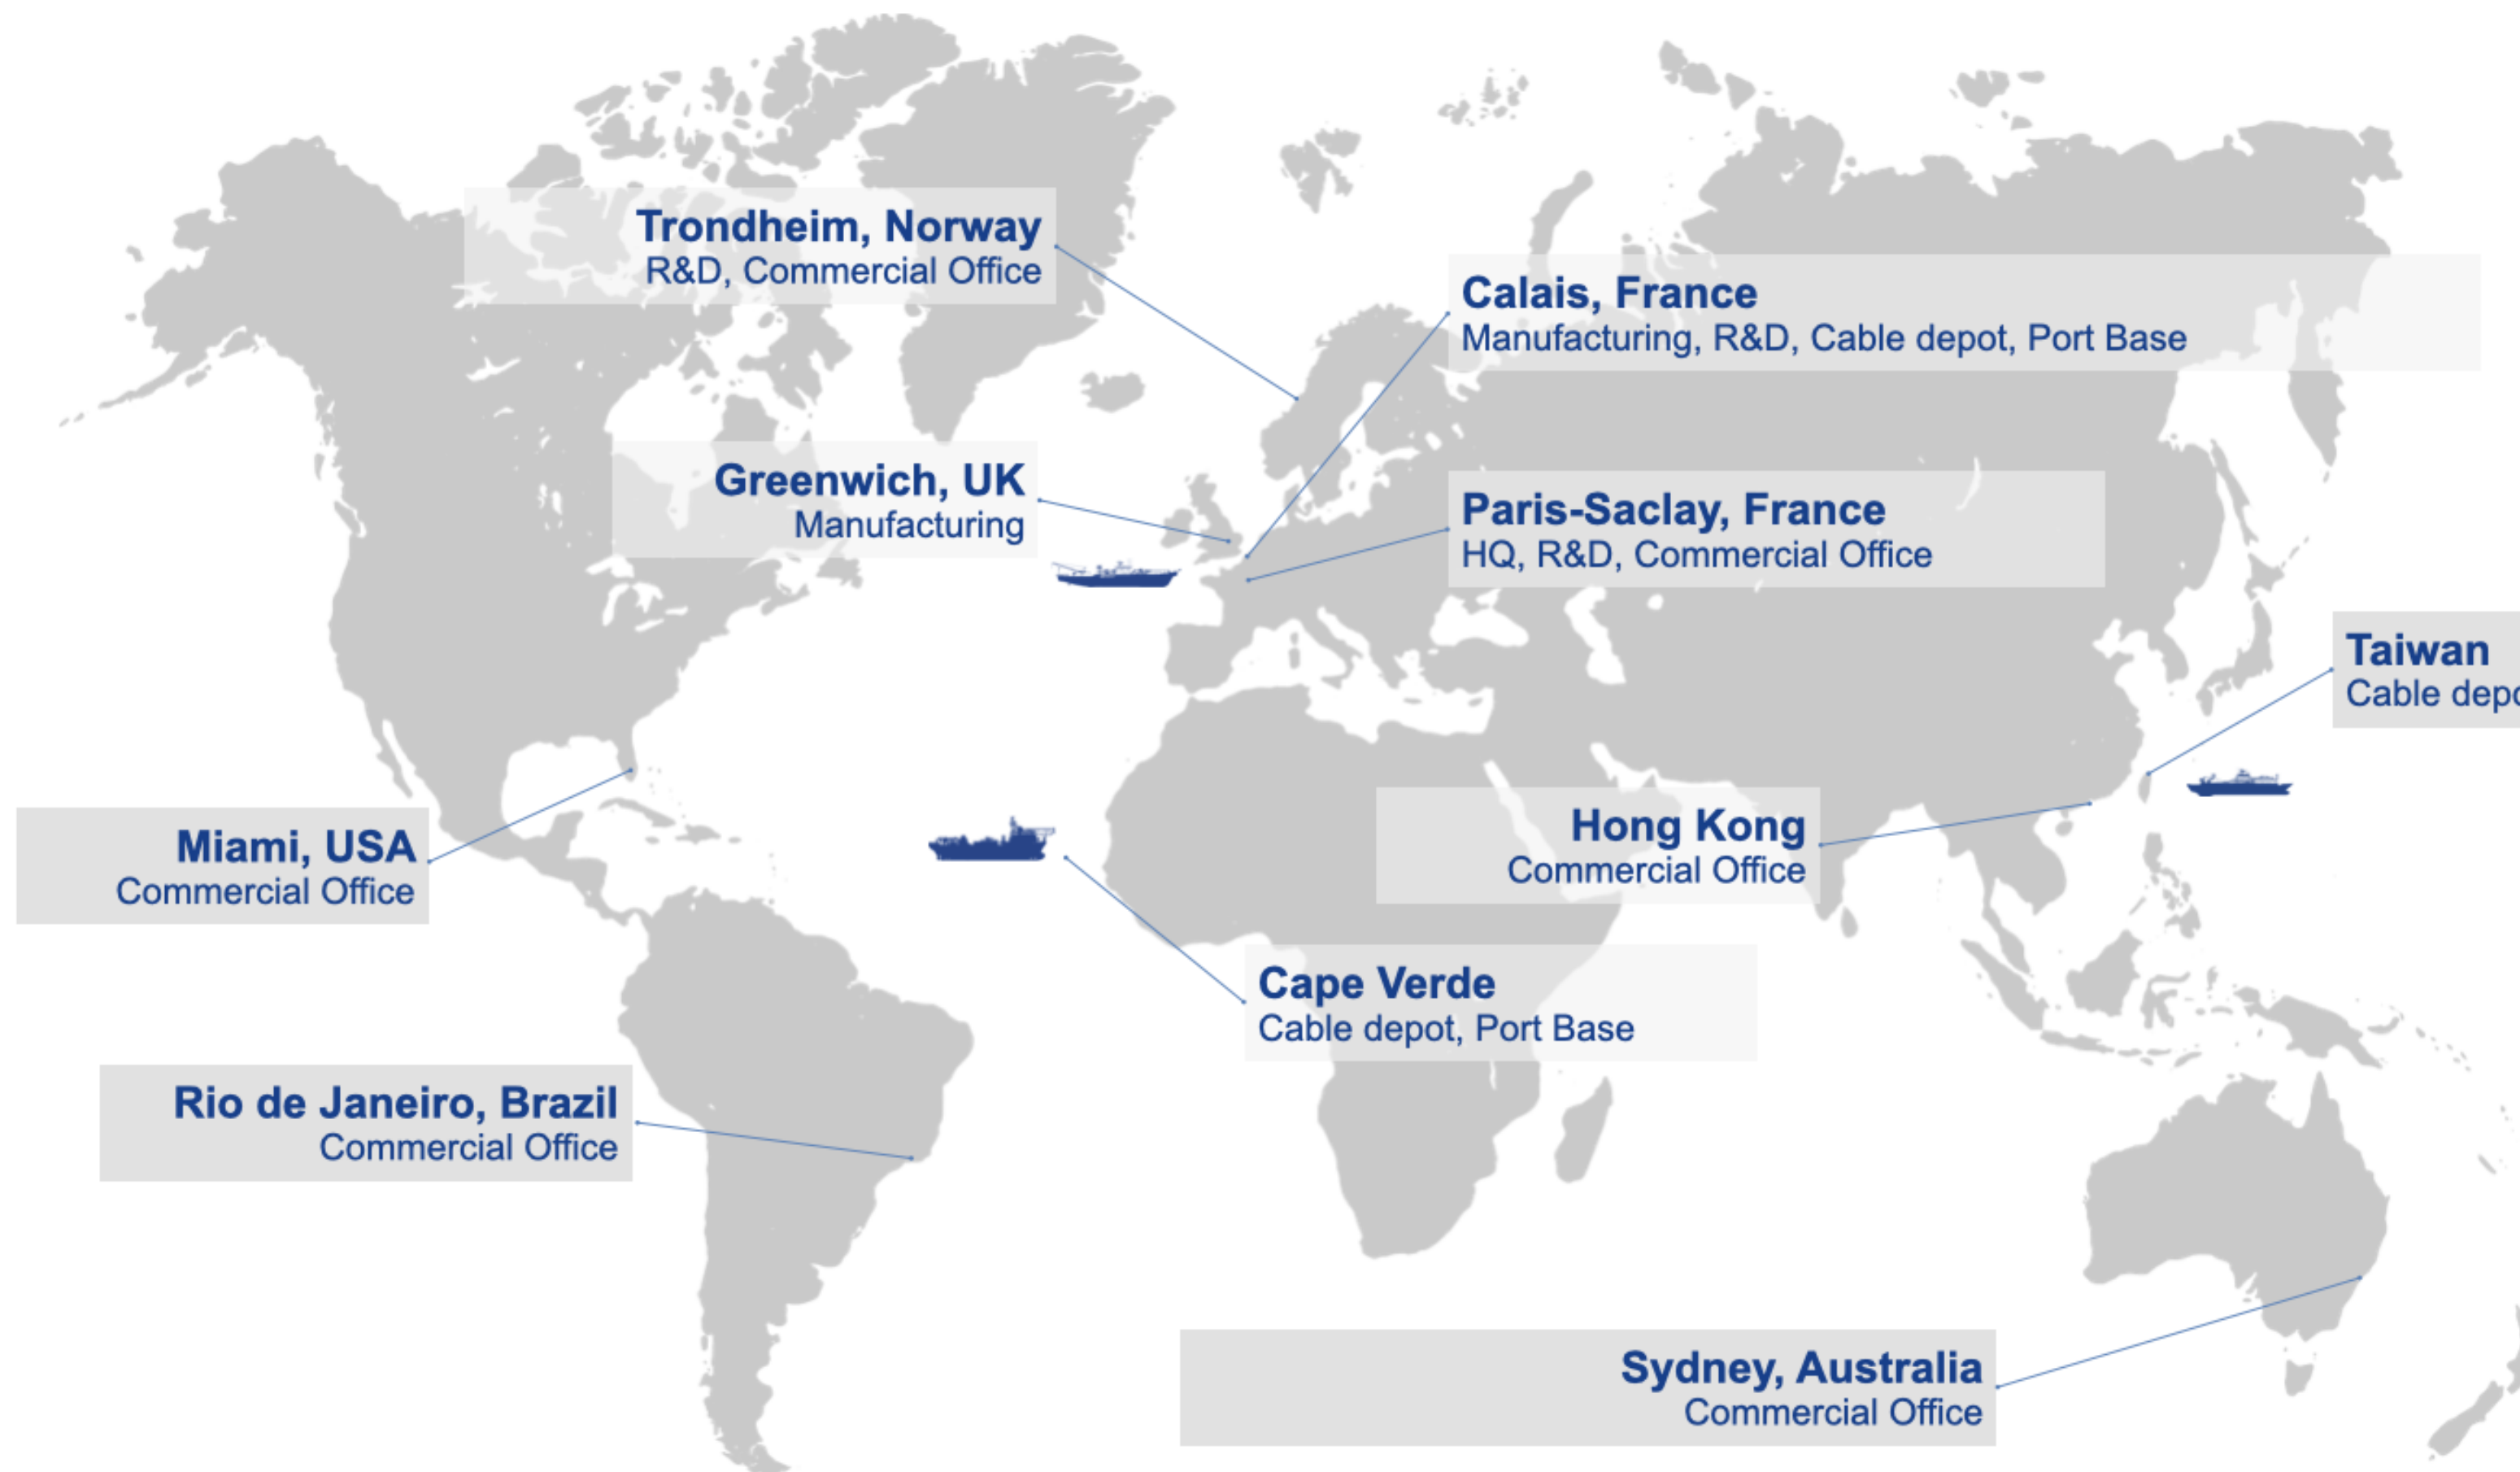 Trondheim, Norway
R&D, Commercial Office
Calais, France
Manufacturing, R&D, Cable depot, Port Base
Greenwich, UK
Manufacturing
Paris-Saclay, France
HQ, R&D, Commercial Office
Taiwan
Cable
Miami, USA
Commercial Office
Hong Kong
Commercial Office
Cape Verde
Cable depot, Port Base
Rio de Janeiro, Brazil
Commercial Office
Sydney, Australia
Commercial Office